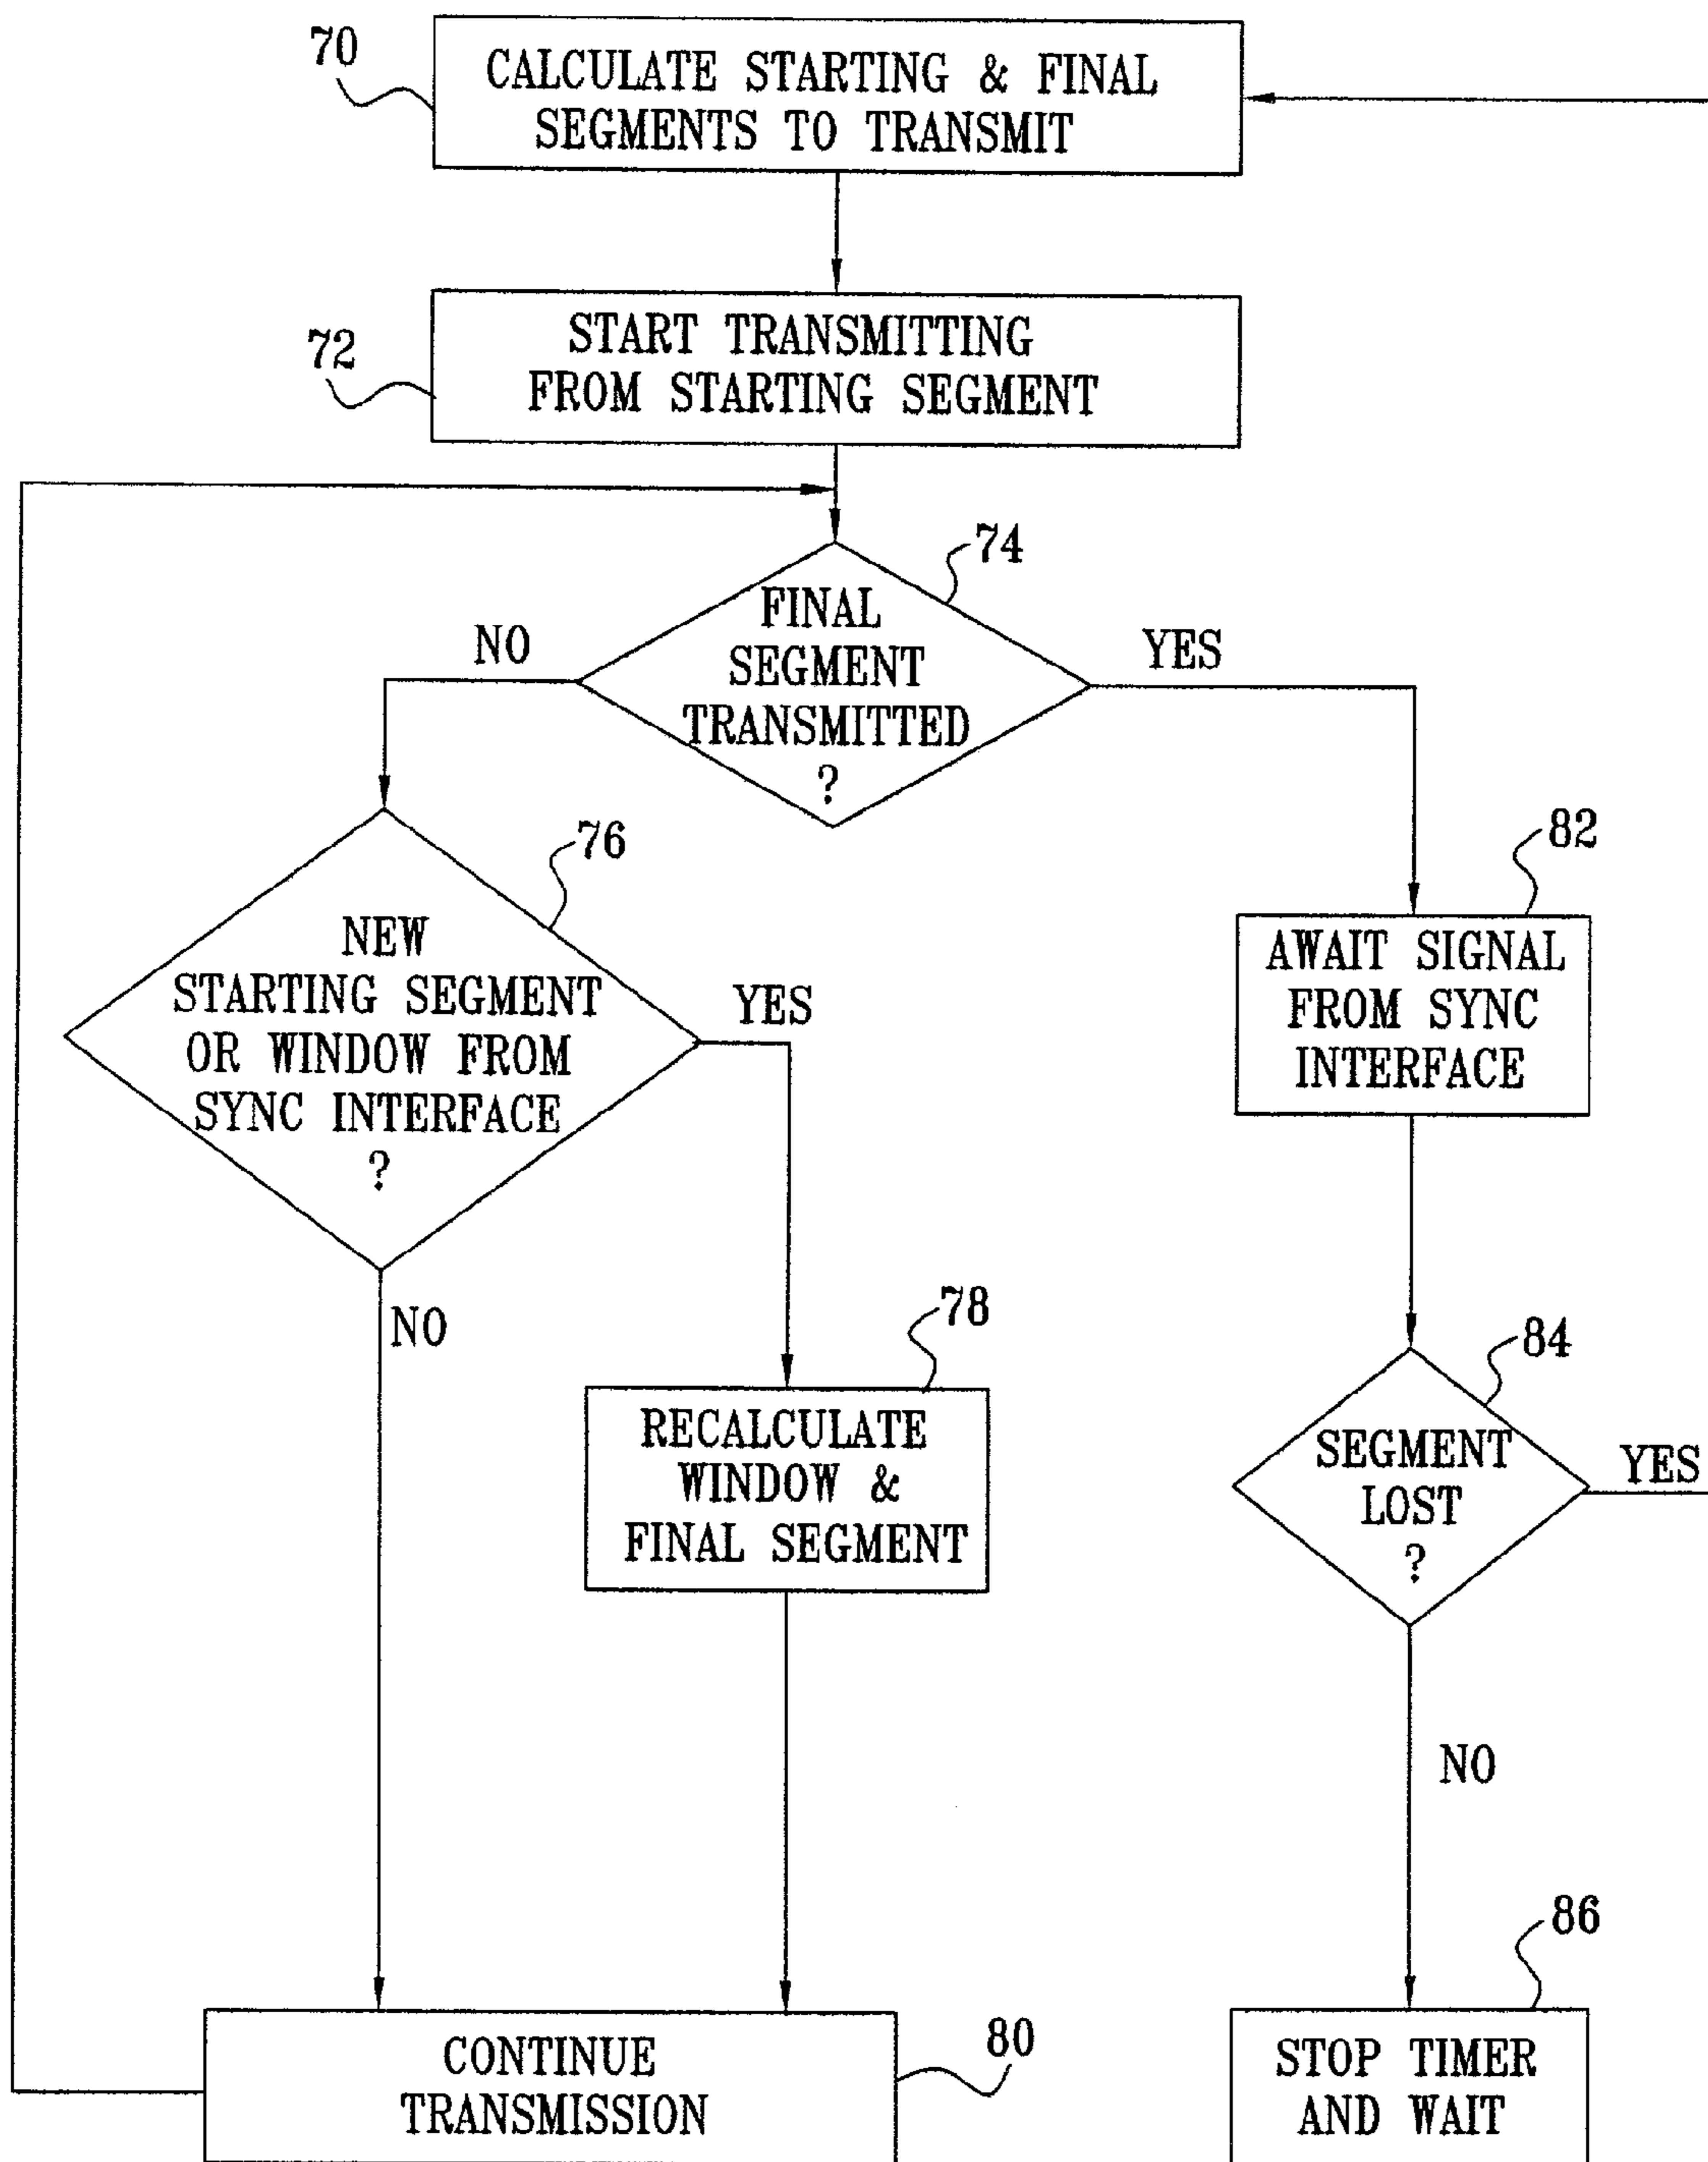 70
CALCULATE STARTING & FINAL
SEGMENTS TO TRANSMIT
72
START TRANSMITTING
FROM STARTING SEGMENT
74
FINAL
SEGMENT
TRANSMITTED
?
NO
YES
76
NEW
STARTING SEGMENT
OR WINDOW FROM
SYNC INTERFACE
?
YES
NO
82
AWAIT SIGNAL
FROM SYNC
INTERFACE
78
RECALCULATE
WINDOW &
FINAL SEGMENT
84
SEGMENT
LOST
?
YES
NO
80
CONTINUE
TRANSMISSION
86
STOP TIMER
AND WAIT